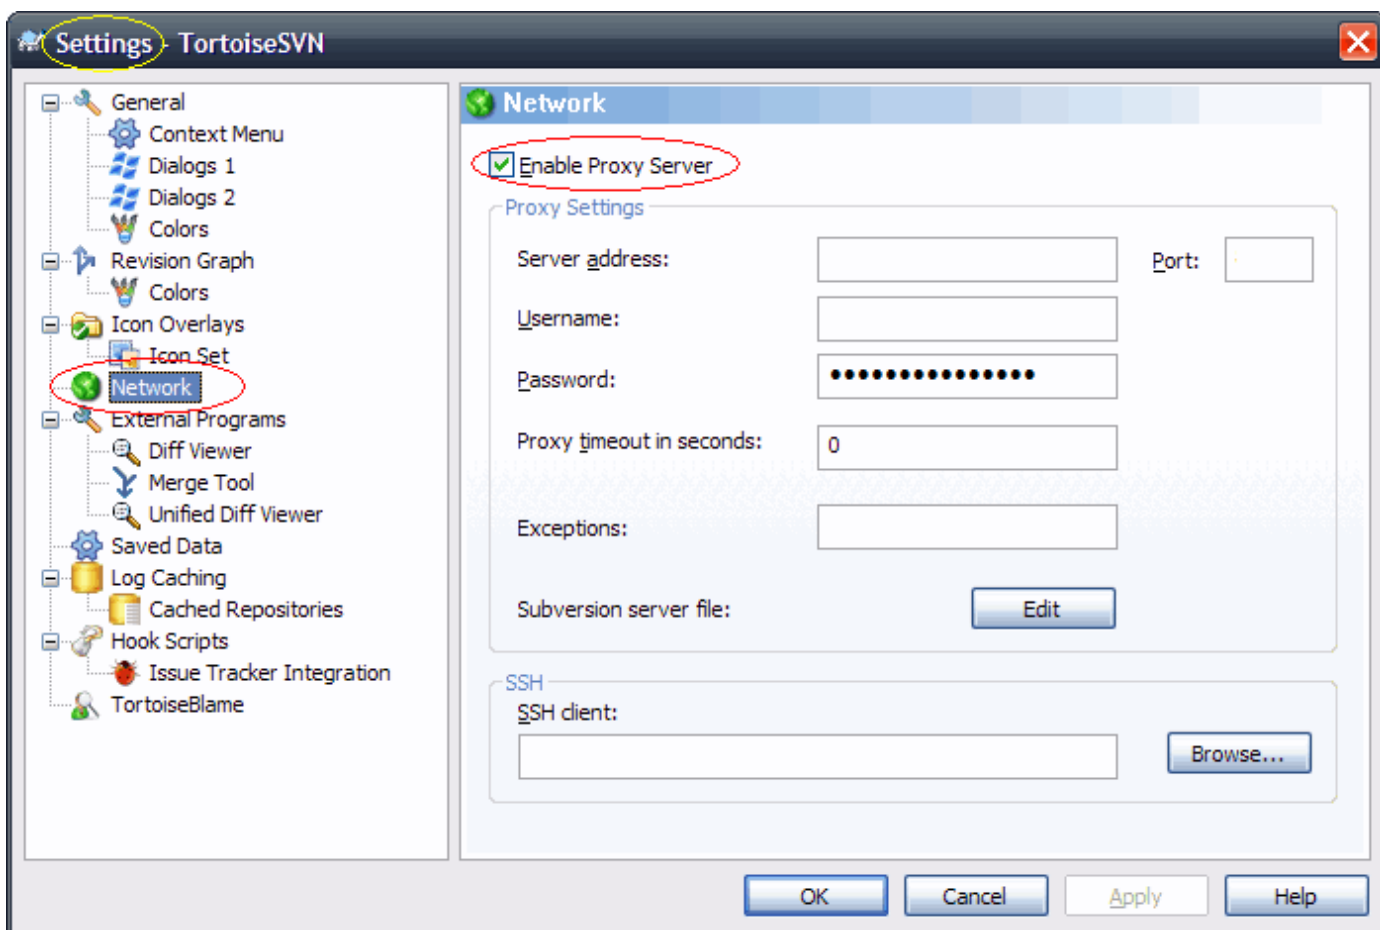 Settings - TortoiseSVN
General
Context Menu
Dialogs 1
Dialogs 2
Colors
Revision Graph
Colors
Icon Overlays
Icon Set
Network
External Programs
Diff Viewer
Merge Tool
Unified Diff Viewer
Saved Data
Log Caching
Cached Repositories
Hook Scripts
Issue Tracker Integration
TortoiseBlame
Network
Enable Proxy Server
Proxy Settings
Server address:
Port:
Username:
Password: •••••••••••••••
Proxy timeout in seconds: 0
Exceptions:
Subversion server file: Edit
SSH
SSH client:
Browse...
OK Cancel Apply Help